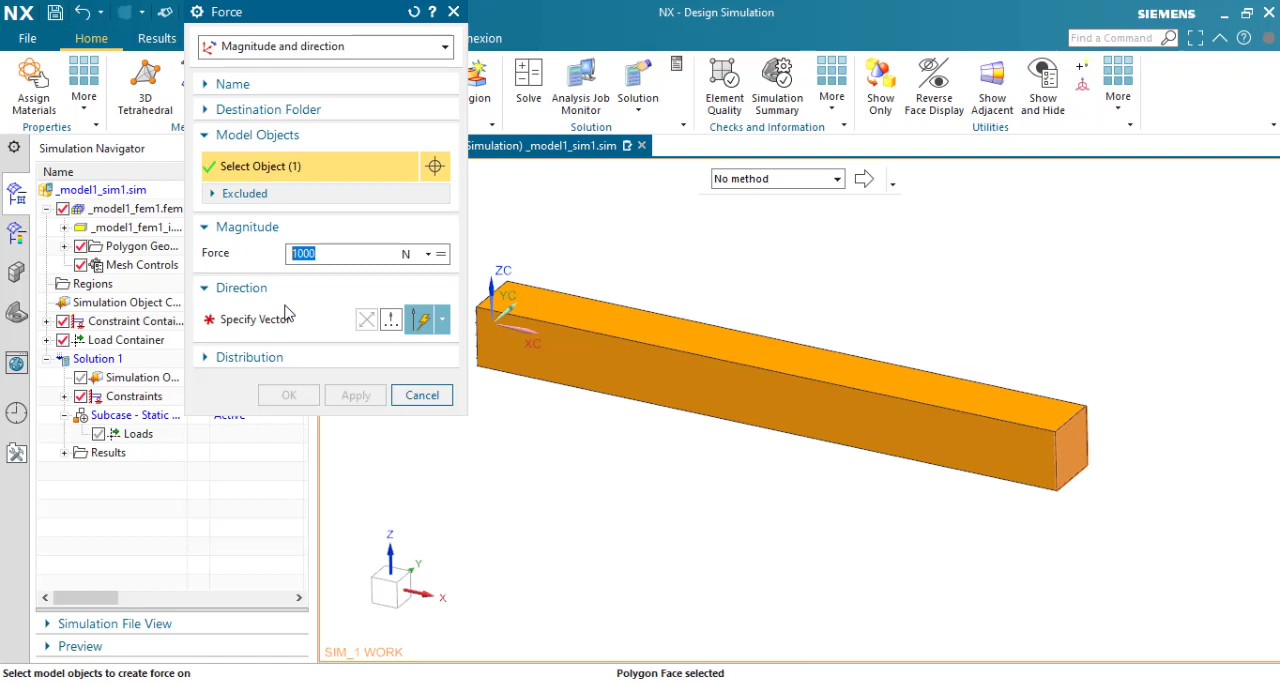 NX
Force
NX - Design Simulation
SIEMENS
File
Home
Results
nexion
Find a Command
Magnitude and direction
Assign
Materials
More
3D
Tetrahedral
Name
Destination Folder
Model Objects
Select Object (1)
Excluded
Magnitude
Force
1000
N
Direction
Specify Vector
Distribution
OK
Apply
Cancel
gion
Solve
Analysis Job
Monitor
Solution
Element
Quality
Simulation
Summary
More
Show
Only
Reverse
Face Display
Show
Adjacent
Show
and Hide
More
Properties
Me
Solution
Checks and Information
Utilities
Simulation Navigator
imulation) _model1_sim1.sim
Name
_model1_sim1.sim
_model1_fem1.fem
_model1_fem1_i....
Polygon Geo...
Mesh Controls
Regions
Simulation Object C...
Constraint Contai...
Load Container
Solution 1
Simulation O...
Constraints
Subcase - Static ...
Active
Loads
Results
No method
ZC
YC
XC
Z
Y
X
Simulation File View
Preview
SIM_1 WORK
Select model objects to create force on
Polygon Face selected